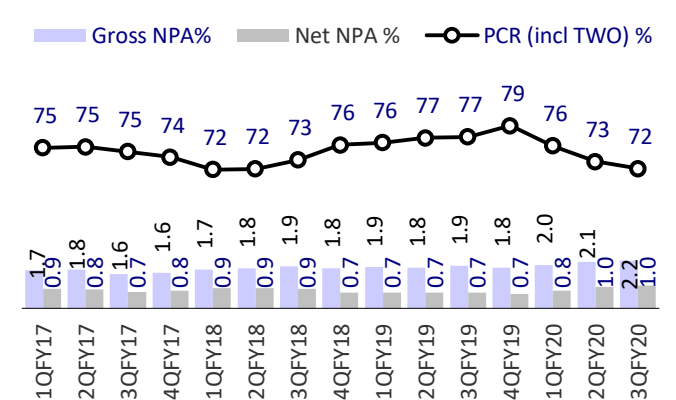 Gross NPA% Net NPA % PCR (incl TWO) %
75 75 75 74 72 72 73 76 76 77 77 79 76 73 72
1.7 1.8 1.6 1.6 1.7 1.8 1.9 1.8 1.9 1.8 1.9 1.8 2.0 2.1 2.2
0.9 0.8 0.7 0.8 0.9 0.9 0.9 0.7 0.7 0.7 0.7 0.7 0.8 1.0 1.0
1QFY17 2QFY17 3QFY17 4QFY17 1QFY18 2QFY18 3QFY18 4QFY18 1QFY19 2QFY19 3QFY19 4QFY19 1QFY20 2QFY20 3QFY20